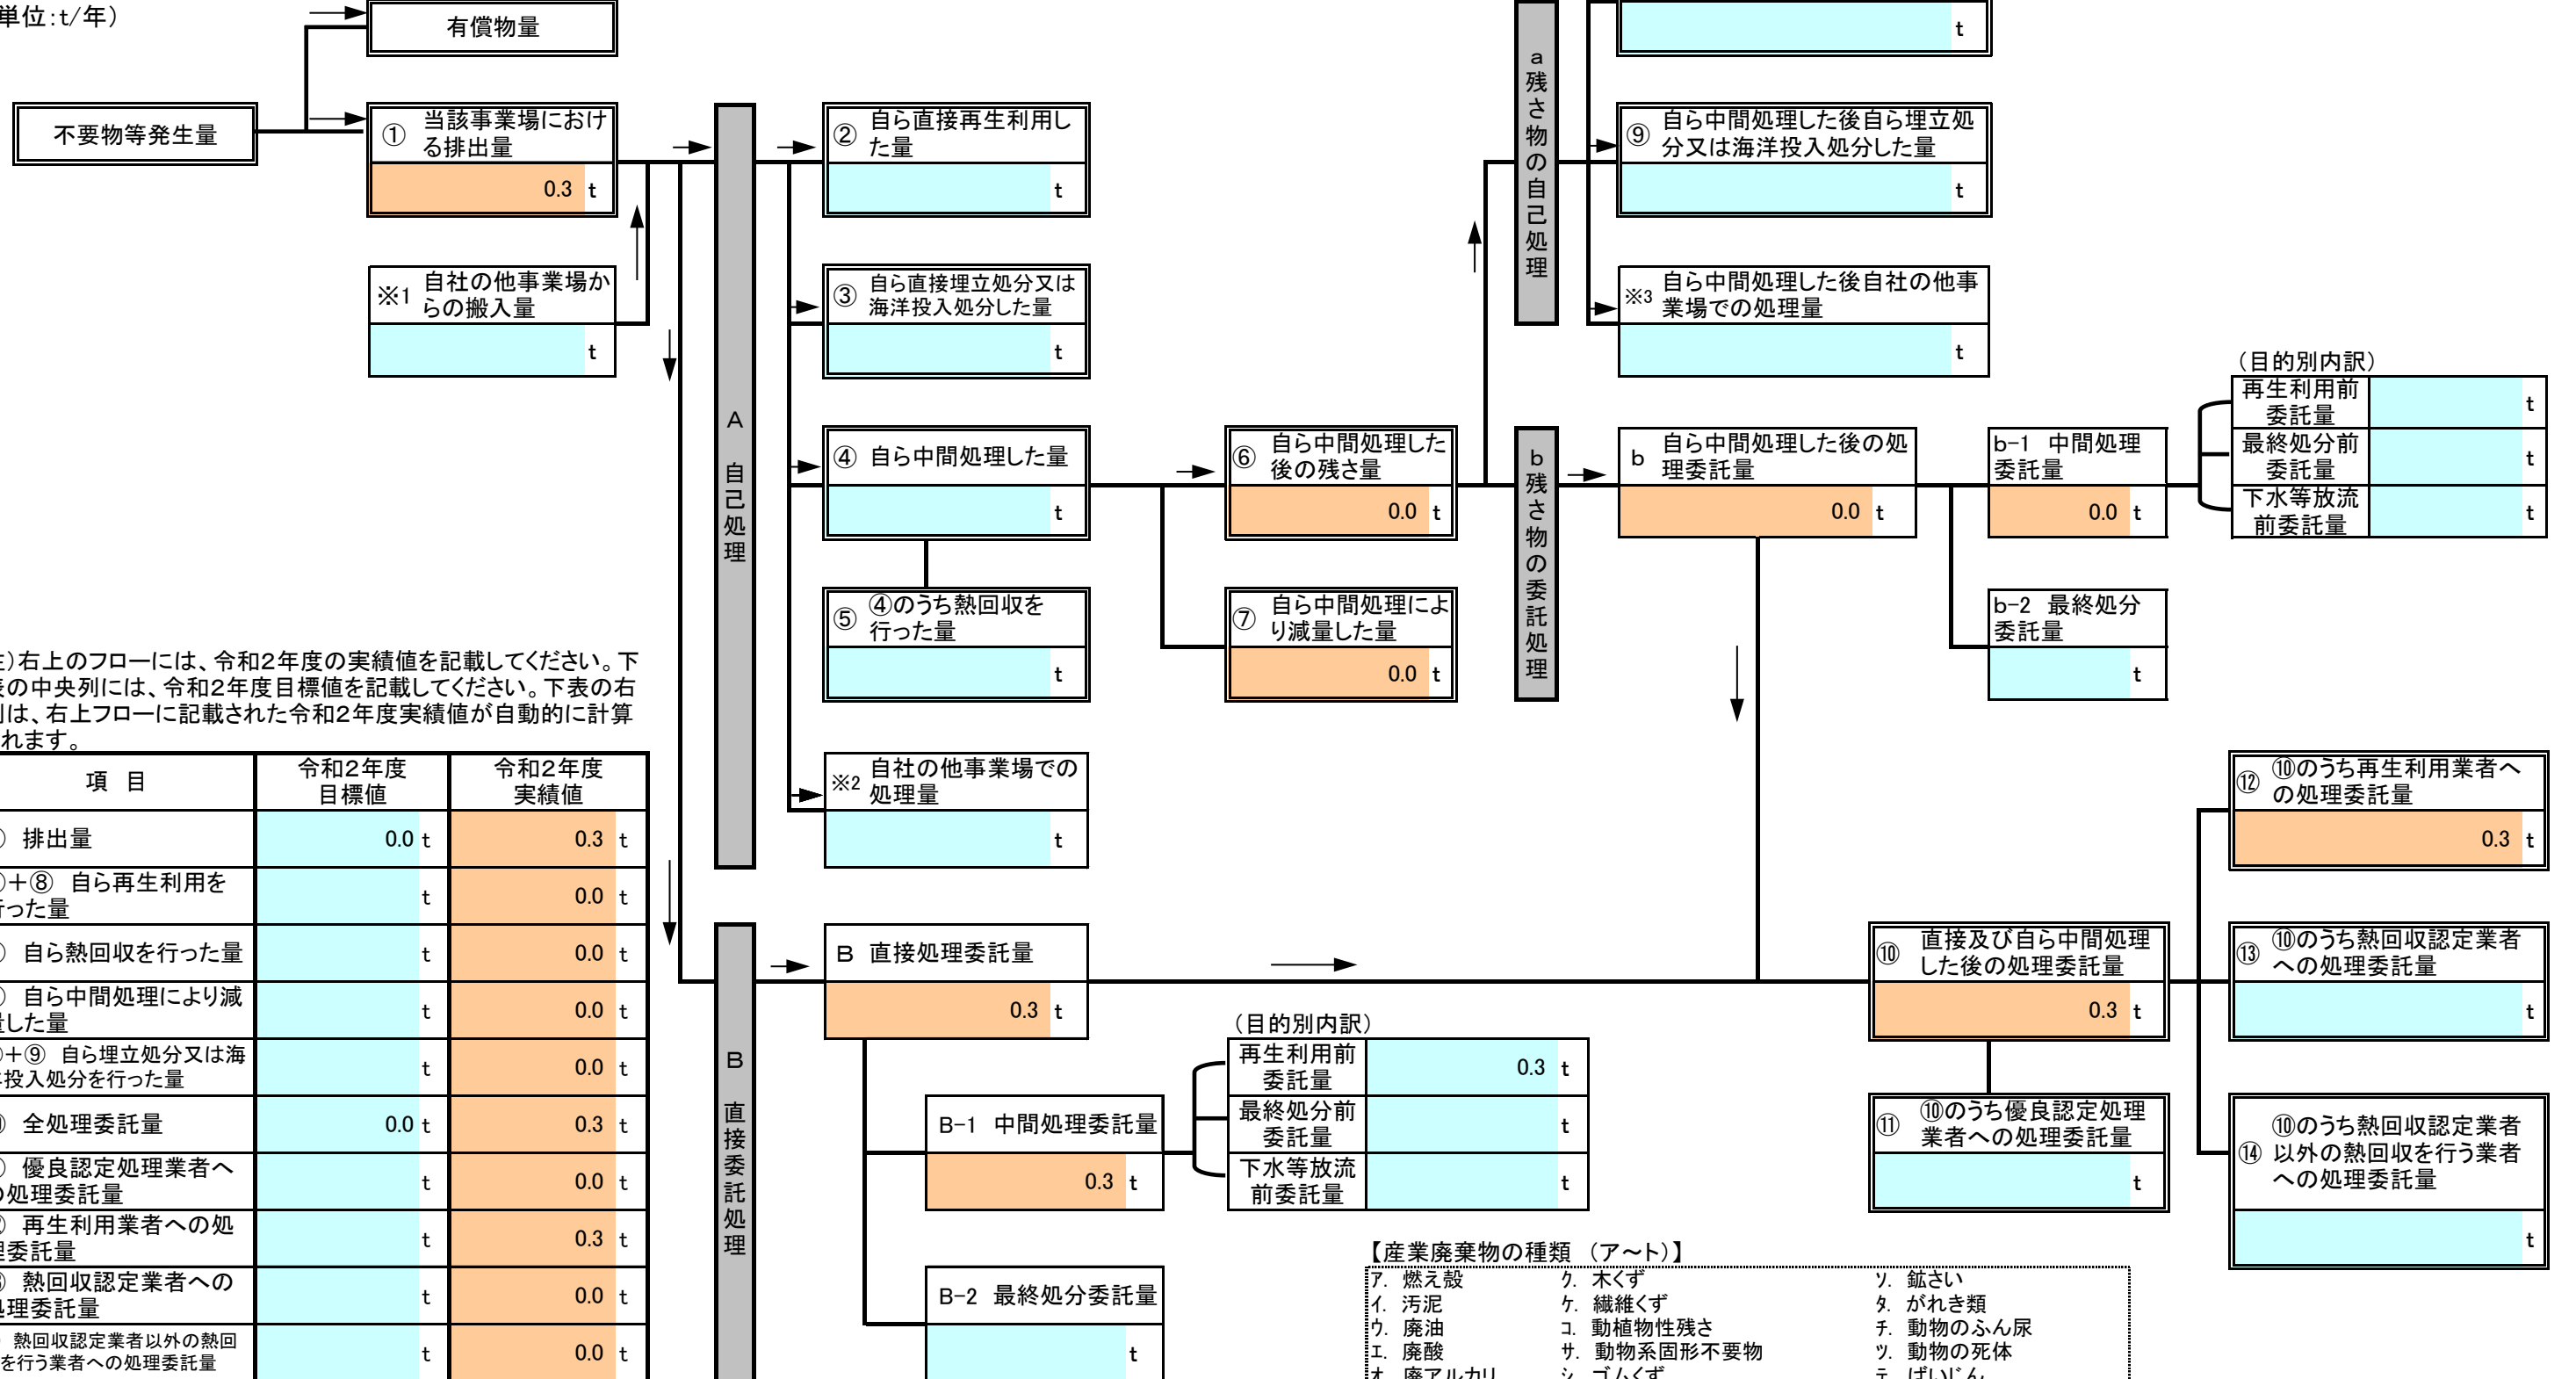 単位:t/年)
有償物量
不要物等発生量
① 当該事業場におけ
る排出量
0.3 t
※1 自社の他事業場か
らの搬入量
t
A 自己処理
② 自ら直接再生利用し
た量
t
③ 自ら直接埋立処分又は
海洋投入処分した量
t
④ 自ら中間処理した量
t
⑤ ④のうち熱回収を
行った量
t
※2 自社の他事業場での
処理量
t
⑥ 自ら中間処理した
後の残さ量
0.0 t
⑦ 自ら中間処理によ
り減量した量
0.0 t
a 残さ物の自己処理
t
⑨ 自ら中間処理した後自ら埋立処
分又は海洋投入処分した量
t
※3 自ら中間処理した後自社の他事
業場での処理量
t
b 残さ物の委託処理
b 自ら中間処理した後の処
理委託量
0.0 t
b-1 中間処理
委託量
0.0 t
(目的別内訳)
再生利用前
委託量 t
最終処分前
委託量 t
下水等放流
前委託量 t
b-2 最終処分
委託量
t
)右上のフローには、令和2年度の実績値を記載してください。下
の中央列には、令和2年度目標値を記載してください。下表の右
は、右上フローに記載された令和2年度実績値が自動的に計算
れます。
項 目 令和2年度
目標値 令和2年度
実績値
排出量 0.0 t 0.3 t
+⑧ 自ら再生利用を
った量 t 0.0 t
自ら熱回収を行った量 t 0.0 t
自ら中間処理により減
した量 t 0.0 t
+⑨ 自ら埋立処分又は海
投入処分を行った量 t 0.0 t
全処理委託量 0.0 t 0.3 t
優良認定処理業者へ
の処理委託量 t 0.0 t
再生利用業者への処
理委託量 t 0.3 t
熱回収認定業者への
処理委託量 t 0.0 t
熱回収認定業者以外の熱回
を行う業者への処理委託量 t 0.0 t
B 直接委託処理
B 直接処理委託量
0.3 t
B-1 中間処理委託量
0.3 t
(目的別内訳)
再生利用前
委託量 0.3 t
最終処分前
委託量 t
下水等放流
前委託量 t
B-2 最終処分委託量
t
⑩ 直接及び自ら中間処理
した後の処理委託量
0.3 t
⑪ ⑩のうち優良認定処理
業者への処理委託量
t
⑫ ⑩のうち再生利用業者へ
の処理委託量
0.3 t
⑬ ⑩のうち熱回収認定業者
への処理委託量
t
⑭ ⑩のうち熱回収認定業者
以外の熱回収を行う業者
への処理委託量
t
【産業廃棄物の種類 (ア～ト)】
ア. 燃え殻 ク. 木くず ソ. 鉱さい
イ. 汚泥 ケ. 繊維くず タ. がれき類
ウ. 廃油 コ. 動植物性残さ チ. 動物のふん尿
エ. 廃酸 サ. 動物系固形不要物 ツ. 動物の死体
オ. 廃アルカリ シ. ゴムくず テ. ばいじん